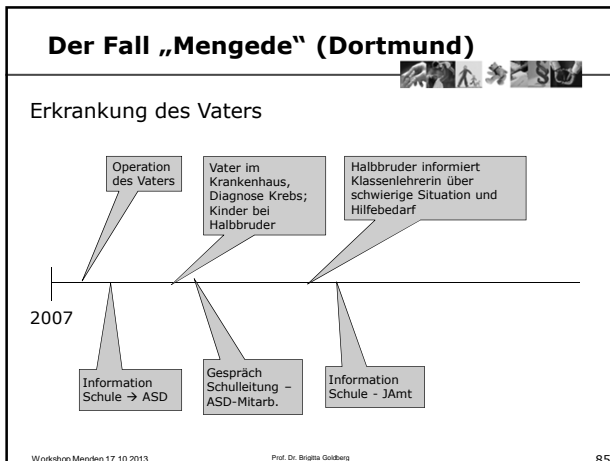 Der Fall „Mengede“ (Dortmund)
Erkrankung des Vaters
Operation
des Vaters
Vater im
Krankenhaus,
Diagnose Krebs;
Kinder bei
Halbbruder
Halbbruder informiert
Klassenlehrerin über
schwierige Situation und
Hilfebedarf
2007
Information
Schule → ASD
Gespräch
Schulleitung –
ASD-Mitarb.
Information
Schule - JAmt
Workshop Menden 17.10.2013
Prof. Dr. Brigitta Goldberg
85